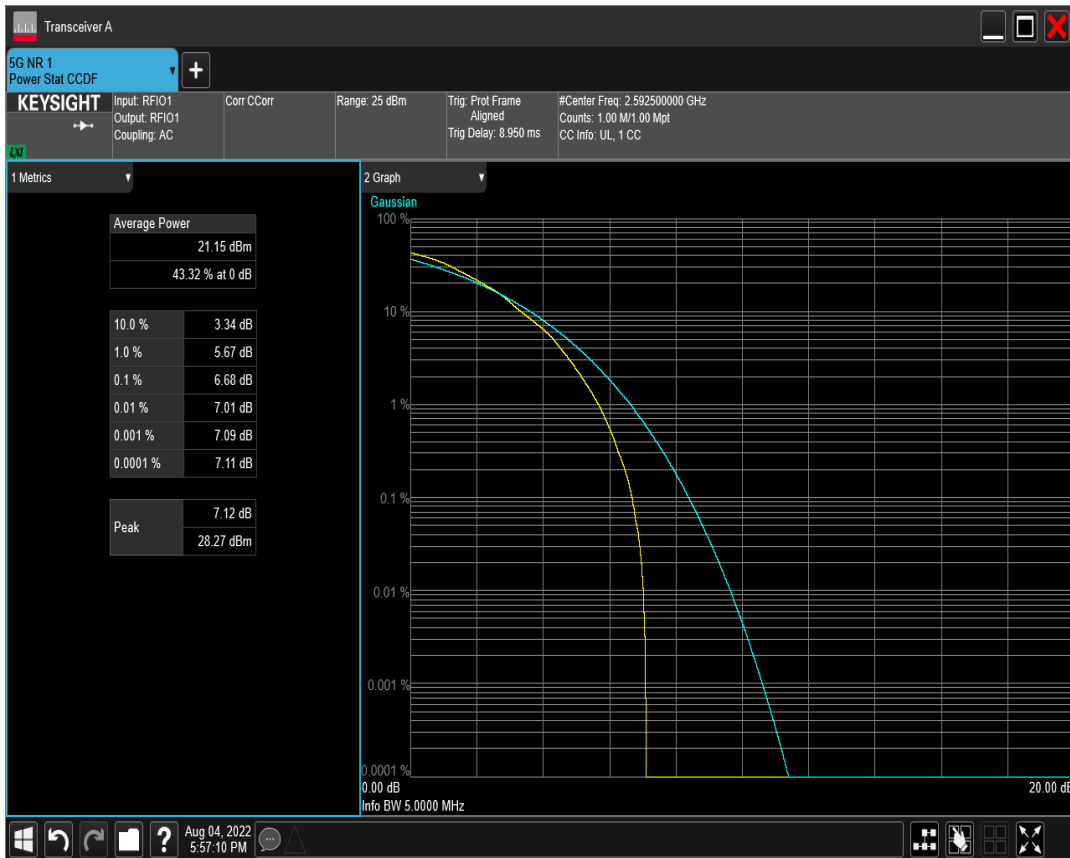 Transceiver A
5G NR 1
Power Stat CCDF
KEYSIGHT
LXI
Input: RFIO1
Output: RFIO1
Coupling: AC
Corr CCorr
Range: 25 dBm
Trig: Prot Frame
Aligned
Trig Delay: 8.950 ms
#Center Freq: 2.592500000 GHz
Counts: 1.00 M/1.00 Mpt
CC Info: UL, 1 CC
1 Metrics
Average Power
21.15 dBm
43.32 % at 0 dB
10.0 % 3.34 dB
1.0 % 5.67 dB
0.1 % 6.68 dB
0.01 % 7.01 dB
0.001 % 7.09 dB
0.0001 % 7.11 dB
Peak
7.12 dB
28.27 dBm
2 Graph
Gaussian
100 %
10 %
1 %
0.1 %
0.01 %
0.001 %
0.0001 %
0.00 dB 20.00 dB
Info BW 5.0000 MHz
Aug 04, 2022
5:57:10 PM